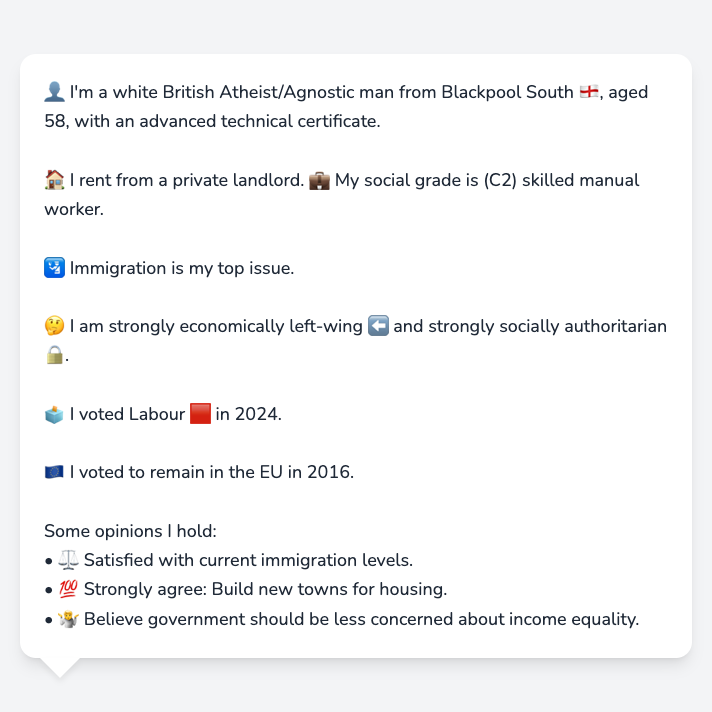 👤 I'm a white British Atheist/Agnostic man from Blackpool South 🏴󠁧󠁢󠁥󠁮󠁧󠁿, aged
58, with an advanced technical certificate.
🏠 I rent from a private landlord. 💼 My social grade is (C2) skilled manual
worker.
🛂 Immigration is my top issue.
🤔 I am strongly economically left-wing ⬅️ and strongly socially authoritarian
🔒.
🗳️ I voted Labour 🟥 in 2024.
🇪🇺 I voted to remain in the EU in 2016.
Some opinions I hold:
• ⚖️ Satisfied with current immigration levels.
• 💯 Strongly agree: Build new towns for housing.
• 🤷 Believe government should be less concerned about income equality.